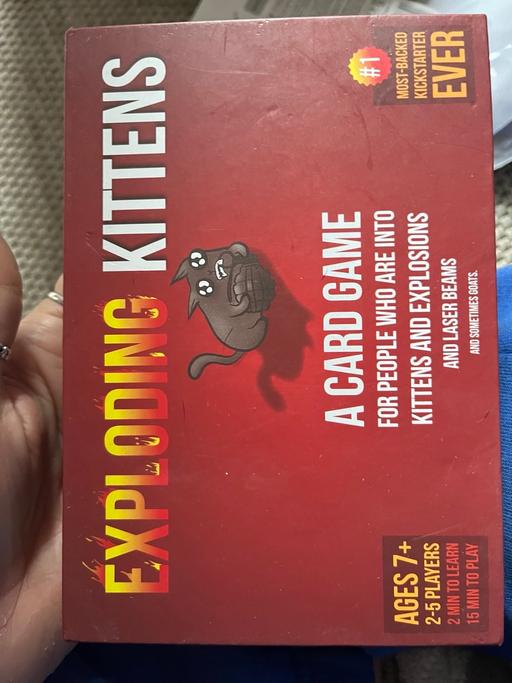 EXPLODING KITTENS
A CARD GAME
FOR PEOPLE WHO ARE INTO
KITTENS AND EXPLOSIONS
AND LASER BEAMS
AND SOMETIMES GOATS.
AGES 7+
2-5 PLAYERS
2 MIN TO LEARN
15 MIN TO PLAY
#1
MOST-BACKED
KICKSTARTER
EVER